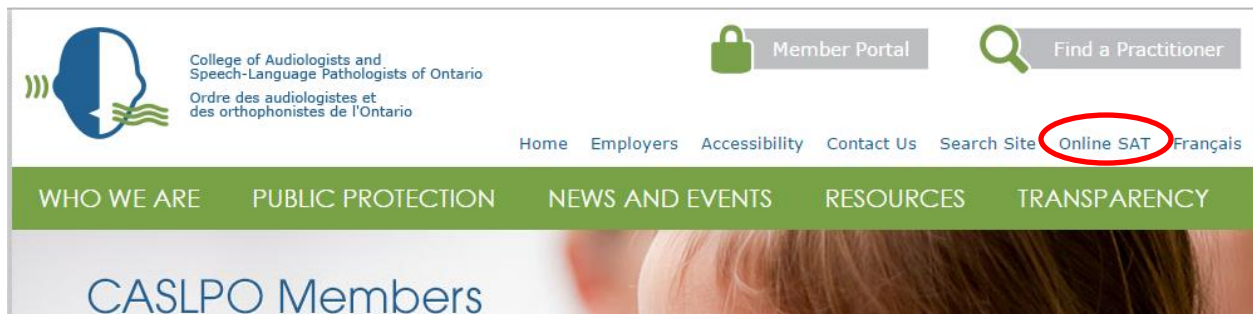 College of Audiologists and
Speech-Language Pathologists of Ontario
Ordre des audiologistes et
des orthophonistes de l'Ontario
Member Portal
Find a Practitioner
Home Employers Accessibility Contact Us Search Site Online SAT Français
WHO WE ARE PUBLIC PROTECTION NEWS AND EVENTS RESOURCES TRANSPARENCY
CASLPO Members